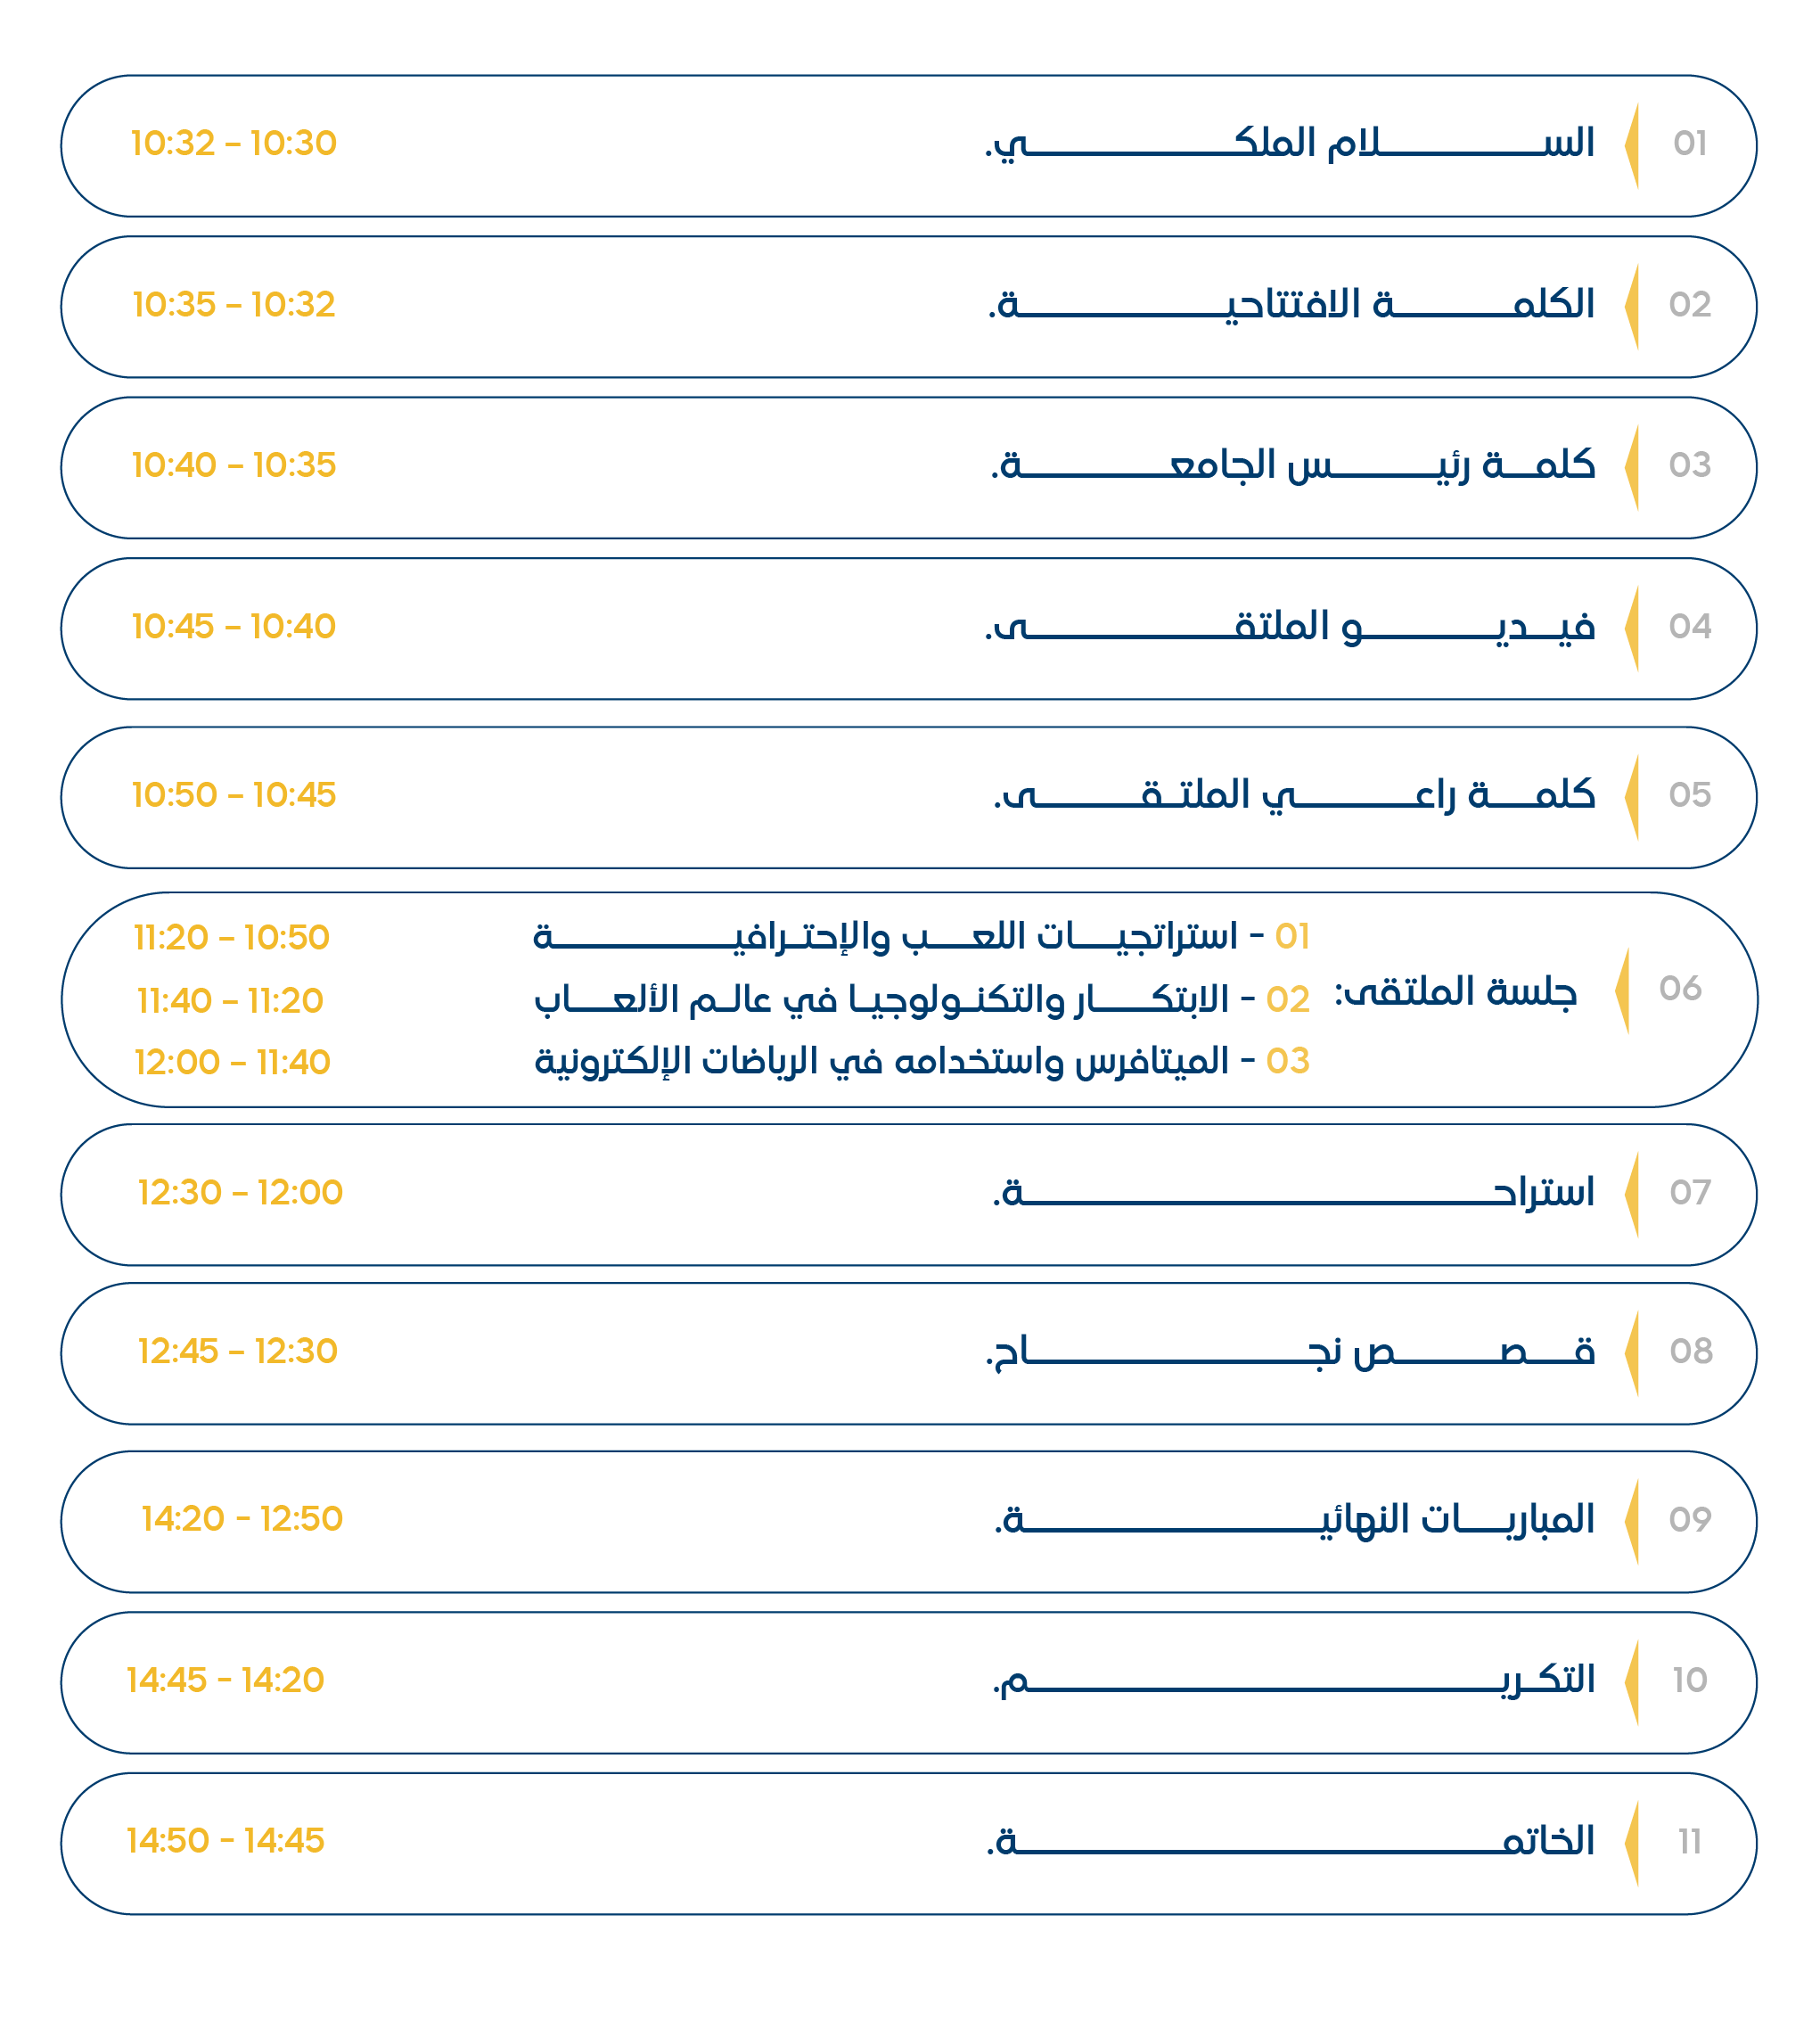 01 السلام الملكي. 10:30 - 10:32
02 الكلمة الافتتاحية. 10:32 - 10:35
03 كلمة رئيس الجامعة. 10:35 - 10:40
04 فيديو الملتقى. 10:40 - 10:45
05 كلمة راعي الملتقى. 10:45 - 10:50
06 جلسة الملتقى:
01 - استراتجيات اللعب والإحترافية 10:50 - 11:20
02 - الابتكار والتكنولوجيا في عالم الألعاب 11:20 - 11:40
03 - الميتافرس واستخدامه في الرياضات الإلكترونية 11:40 - 12:00
07 استراحة. 12:00 - 12:30
08 قصص نجاح. 12:30 - 12:45
09 المباريات النهائية. 12:50 - 14:20
10 التكريم. 14:20 - 14:45
11 الخاتمة. 14:45 - 14:50